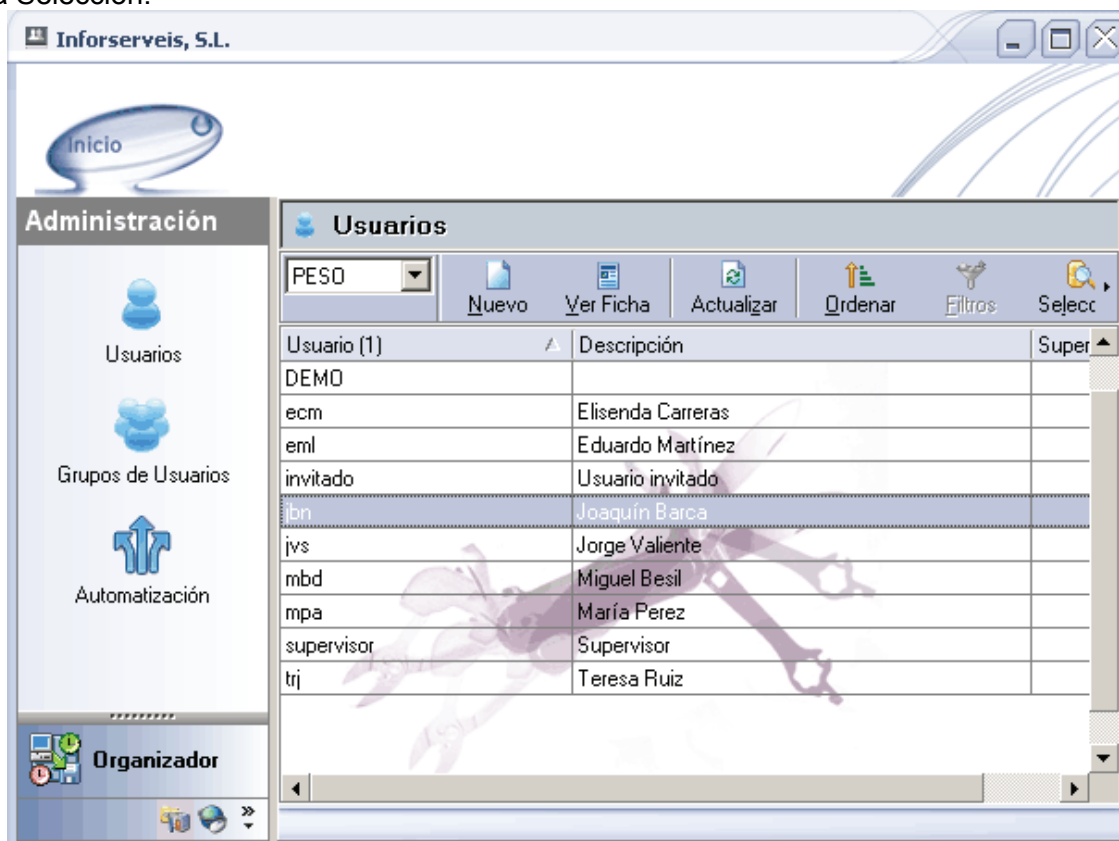 a Selección.
Inforserveis, S.L.
Inicio
Administración
Usuarios
PESO
Nuevo
Ver Ficha
Actualizar
Ordenar
Filtros
Selecc
Usuario (1)
Descripción
Super
DEMO
ecm Elisenda Carreras
eml Eduardo Martínez
invitado Usuario invitado
jbn Joaquín Barca
jvs Jorge Valiente
mbd Miguel Besil
mpa María Perez
supervisor Supervisor
trj Teresa Ruiz
Usuarios
Grupos de Usuarios
Automatización
Organizador